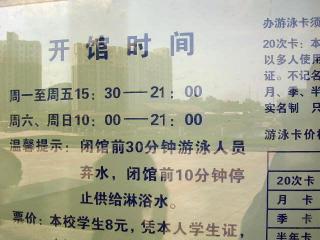 开馆时间
周一至周五15:30——21:00
周六、周日10:00——21:00
温馨提示:闭馆前30分钟游泳人员
弃水,闭馆前10分钟停
止供给淋浴水。
票价:本校学生8元,凭本人学生证,
办游泳卡须
20次卡:本
以多人使
证。不记名
月、季、半
实名制 只
游泳卡价
20次卡
月 卡
季 卡
半年卡